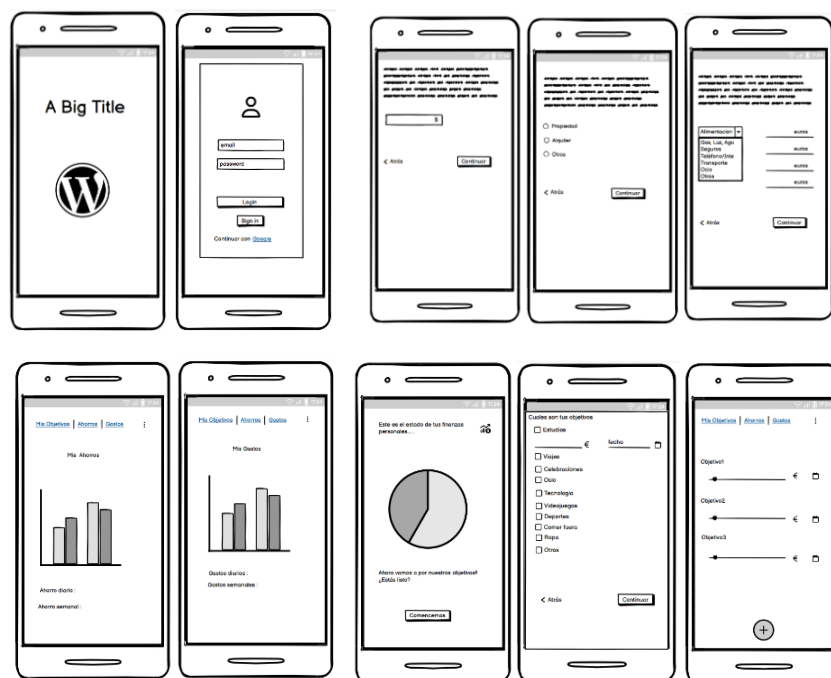 A Big Title
W
email
password
Login
Sign in
Continuar con Google
$
< Atrás
Continuar
Propiedad
Alquiler
Otros
< Atrás
Continuar
Alimentacion
Gas, Luz, Agu
Seguros
Teléfono/Inte
Transporte
Ocio
Otros
euros
euros
euros
< Atrás
Continuar
Mis Objetivos | Ahorros | Gastos
Mis Ahorros
Ahorro diario :
Ahorro semanal :
Mis Objetivos | Ahorros | Gastos
Mis Gastos
Gastos diarios :
Gastos semanales :
Este es el estado de tus finanzas
personales....
Ahora vamos a por nuestros objetivos!!
¿Estás listo?
Comencemos
Cuales son tus objetivos
Estudios
€ fecha
Viajes
Celebraciones
Ocio
Tecnologia
Videojuegos
Deportes
Comer fuera
Ropa
Otros
< Atrás
Continuar
Mis Objetivos | Ahorros | Gastos
Objetivo1
€
Objetivo2
€
Objetivo3
€
+